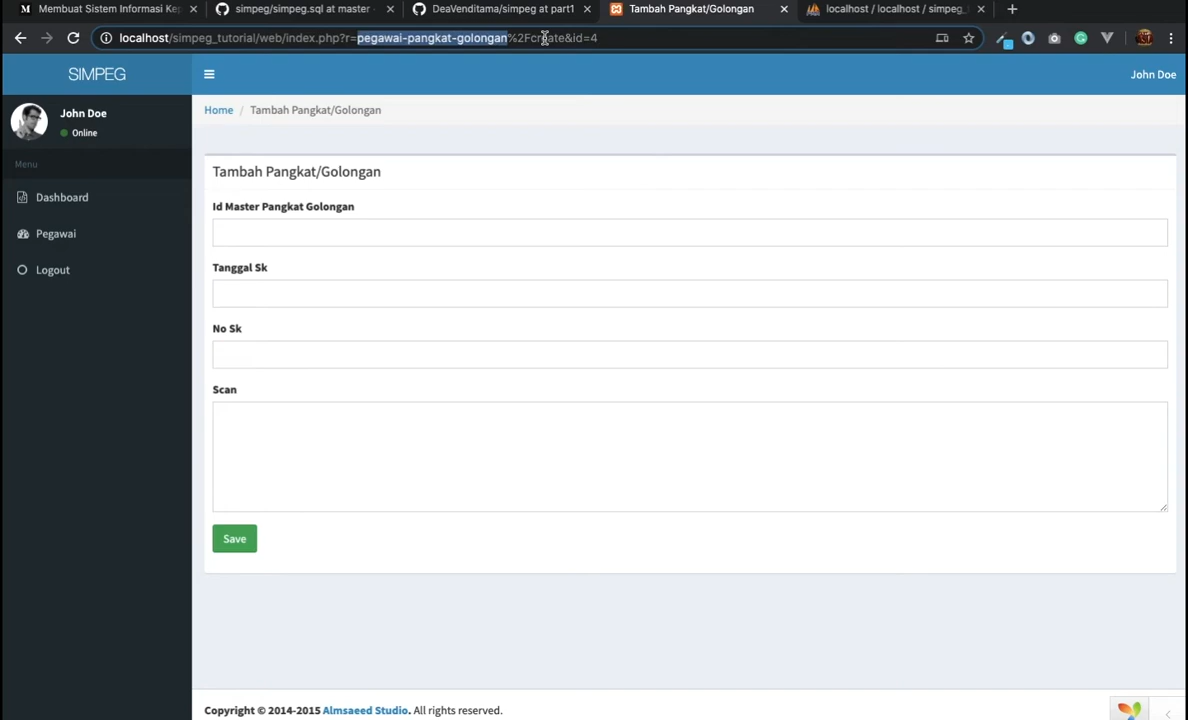 Membuat Sistem Informasi Kep
simpeg/simpeg.sql at master
DeaVenditama/simpeg at part1
Tambah Pangkat/Golongan
localhost / localhost / simpeg_
localhost/simpeg_tutorial/web/index.php?r=pegawai-pangkat-golongan%2Fcreate&id=4
SIMPEG
John Doe
John Doe
Online
Home / Tambah Pangkat/Golongan
Menu
Dashboard
Pegawai
Logout
Tambah Pangkat/Golongan
Id Master Pangkat Golongan
Tanggal Sk
No Sk
Scan
Save
Copyright © 2014-2015 Almsaeed Studio. All rights reserved.